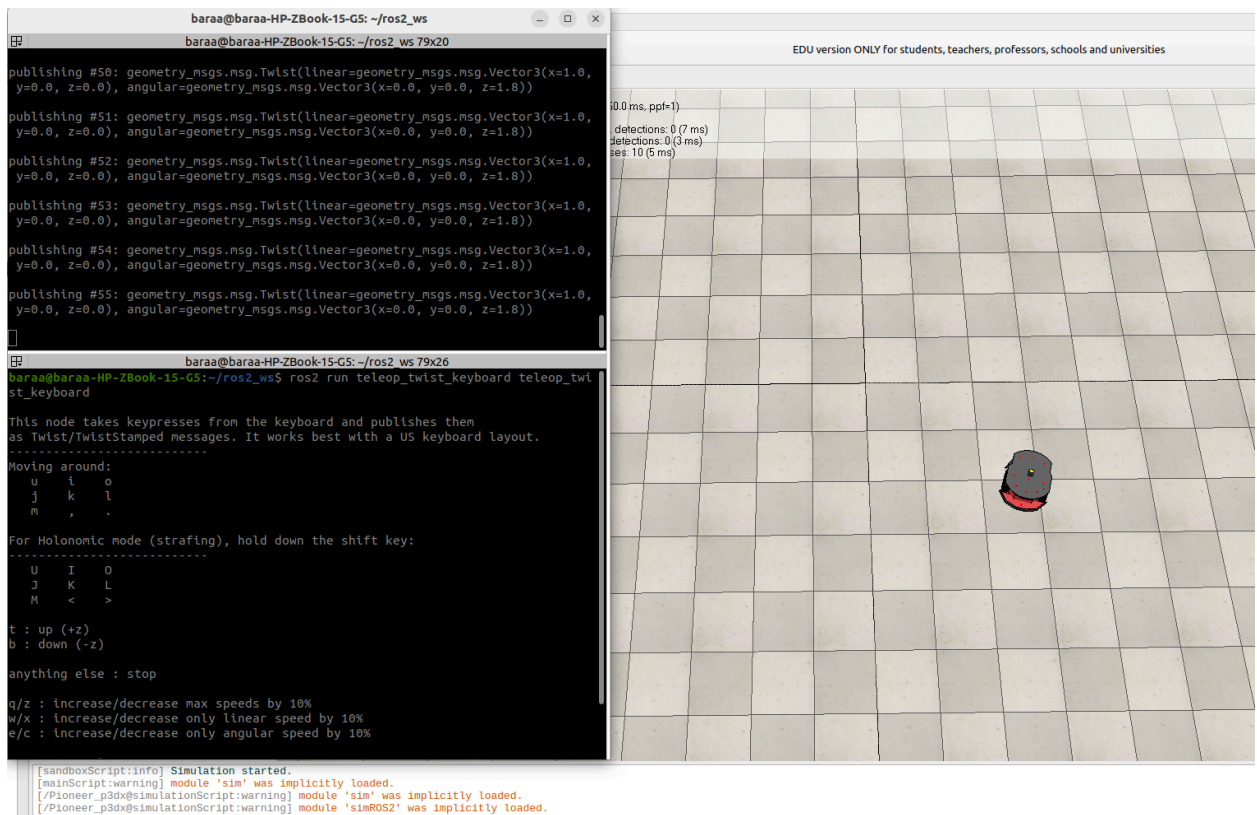 baraa@baraa-HP-ZBook-15-G5: ~/ros2_ws
baraa@baraa-HP-ZBook-15-G5: ~/ros2_ws 79x20
publishing #50: geometry_msgs.msg.Twist(linear=geometry_msgs.msg.Vector3(x=1.0,
y=0.0, z=0.0), angular=geometry_msgs.msg.Vector3(x=0.0, y=0.0, z=1.8))
publishing #51: geometry_msgs.msg.Twist(linear=geometry_msgs.msg.Vector3(x=1.0,
y=0.0, z=0.0), angular=geometry_msgs.msg.Vector3(x=0.0, y=0.0, z=1.8))
publishing #52: geometry_msgs.msg.Twist(linear=geometry_msgs.msg.Vector3(x=1.0,
y=0.0, z=0.0), angular=geometry_msgs.msg.Vector3(x=0.0, y=0.0, z=1.8))
publishing #53: geometry_msgs.msg.Twist(linear=geometry_msgs.msg.Vector3(x=1.0,
y=0.0, z=0.0), angular=geometry_msgs.msg.Vector3(x=0.0, y=0.0, z=1.8))
publishing #54: geometry_msgs.msg.Twist(linear=geometry_msgs.msg.Vector3(x=1.0,
y=0.0, z=0.0), angular=geometry_msgs.msg.Vector3(x=0.0, y=0.0, z=1.8))
publishing #55: geometry_msgs.msg.Twist(linear=geometry_msgs.msg.Vector3(x=1.0,
y=0.0, z=0.0), angular=geometry_msgs.msg.Vector3(x=0.0, y=0.0, z=1.8))
baraa@baraa-HP-ZBook-15-G5: ~/ros2_ws 79x26
baraa@baraa-HP-ZBook-15-G5:~/ros2_ws$ ros2 run teleop_twist_keyboard teleop_twi
st_keyboard
This node takes keypresses from the keyboard and publishes them
as Twist/TwistStamped messages. It works best with a US keyboard layout.
---------------------------
Moving around:
u i o
j k l
m , .
For Holonomic mode (strafing), hold down the shift key:
---------------------------
U I O
J K L
M < >
t : up (+z)
b : down (-z)
anything else : stop
q/z : increase/decrease max speeds by 10%
w/x : increase/decrease only linear speed by 10%
e/c : increase/decrease only angular speed by 10%
EDU version ONLY for students, teachers, professors, schools and universities
50.0 ms, ppf=1)
detections: 0 (7 ms)
detections: 0 (3 ms)
ses: 10 (5 ms)
[sandboxScript:info] Simulation started.
[mainScript:warning] module 'sim' was implicitly loaded.
[/Pioneer_p3dx@simulationScript:warning] module 'sim' was implicitly loaded.
[/Pioneer_p3dx@simulationScript:warning] module 'simROS2' was implicitly loaded.